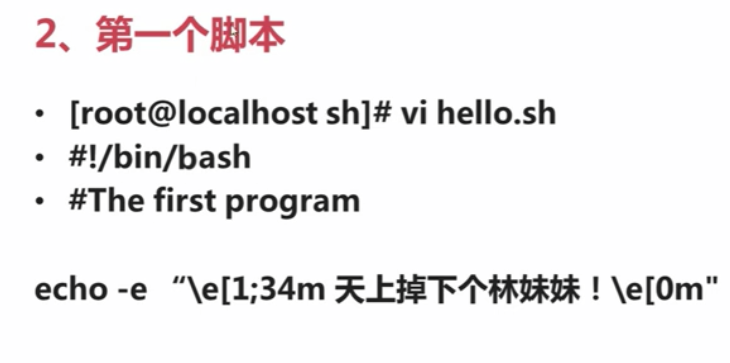 2、第一个脚本
• [root@localhost sh]# vi hello.sh
• #!/bin/bash
• #The first program
echo -e “\e[1;34m 天上掉下个林妹妹！\e[0m"